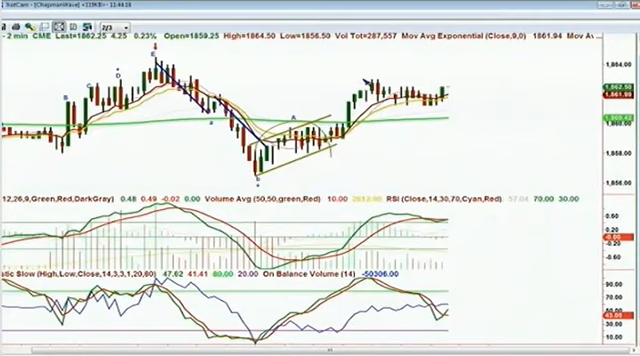 NotCam - [ChapmanWave] <119KB> - 11:44:18
2/3
- 2 min CME Last=1862.25 4.25 0.23% Open=1859.25 High=1864.50 Low=1856.50 Vol Tot=287,557 Mov Avg Exponential (Close,9,0) 1861.94 Mov Av...
E
D
C
B
A
a
B
1,864.00
1,862.50
1,861.99
1,860.00
1,858.00
1,856.00
12,26,9,Green,Red,DarkGray) 0.48 0.49 -0.02 0.00 Volume Avg (50,50,green,Red) 10.00 RSI (Close,14,30,70,Cyan,Red) 57.04 70.00 30.00
0.60
0.20
-0.20
-0.60
stic Slow (High,Low,Close,14,3,3,1,20,80) 47.62 41.41 80.00 20.00 On Balance Volume (14) -50306.00
90.00
70.00
30.00
10.00